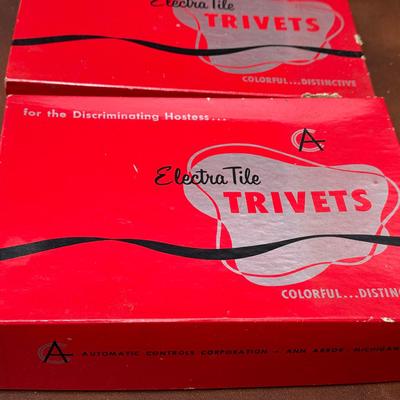 Electra Tile
TRIVETS
COLORFUL...DISTINCTIVE
for the Discriminating Hostess...
A
Electra Tile
TRIVETS
COLORFUL...DISTIN
A AUTOMATIC CONTROLS CORPORATION - ANN ARBOR, MICHIGAN